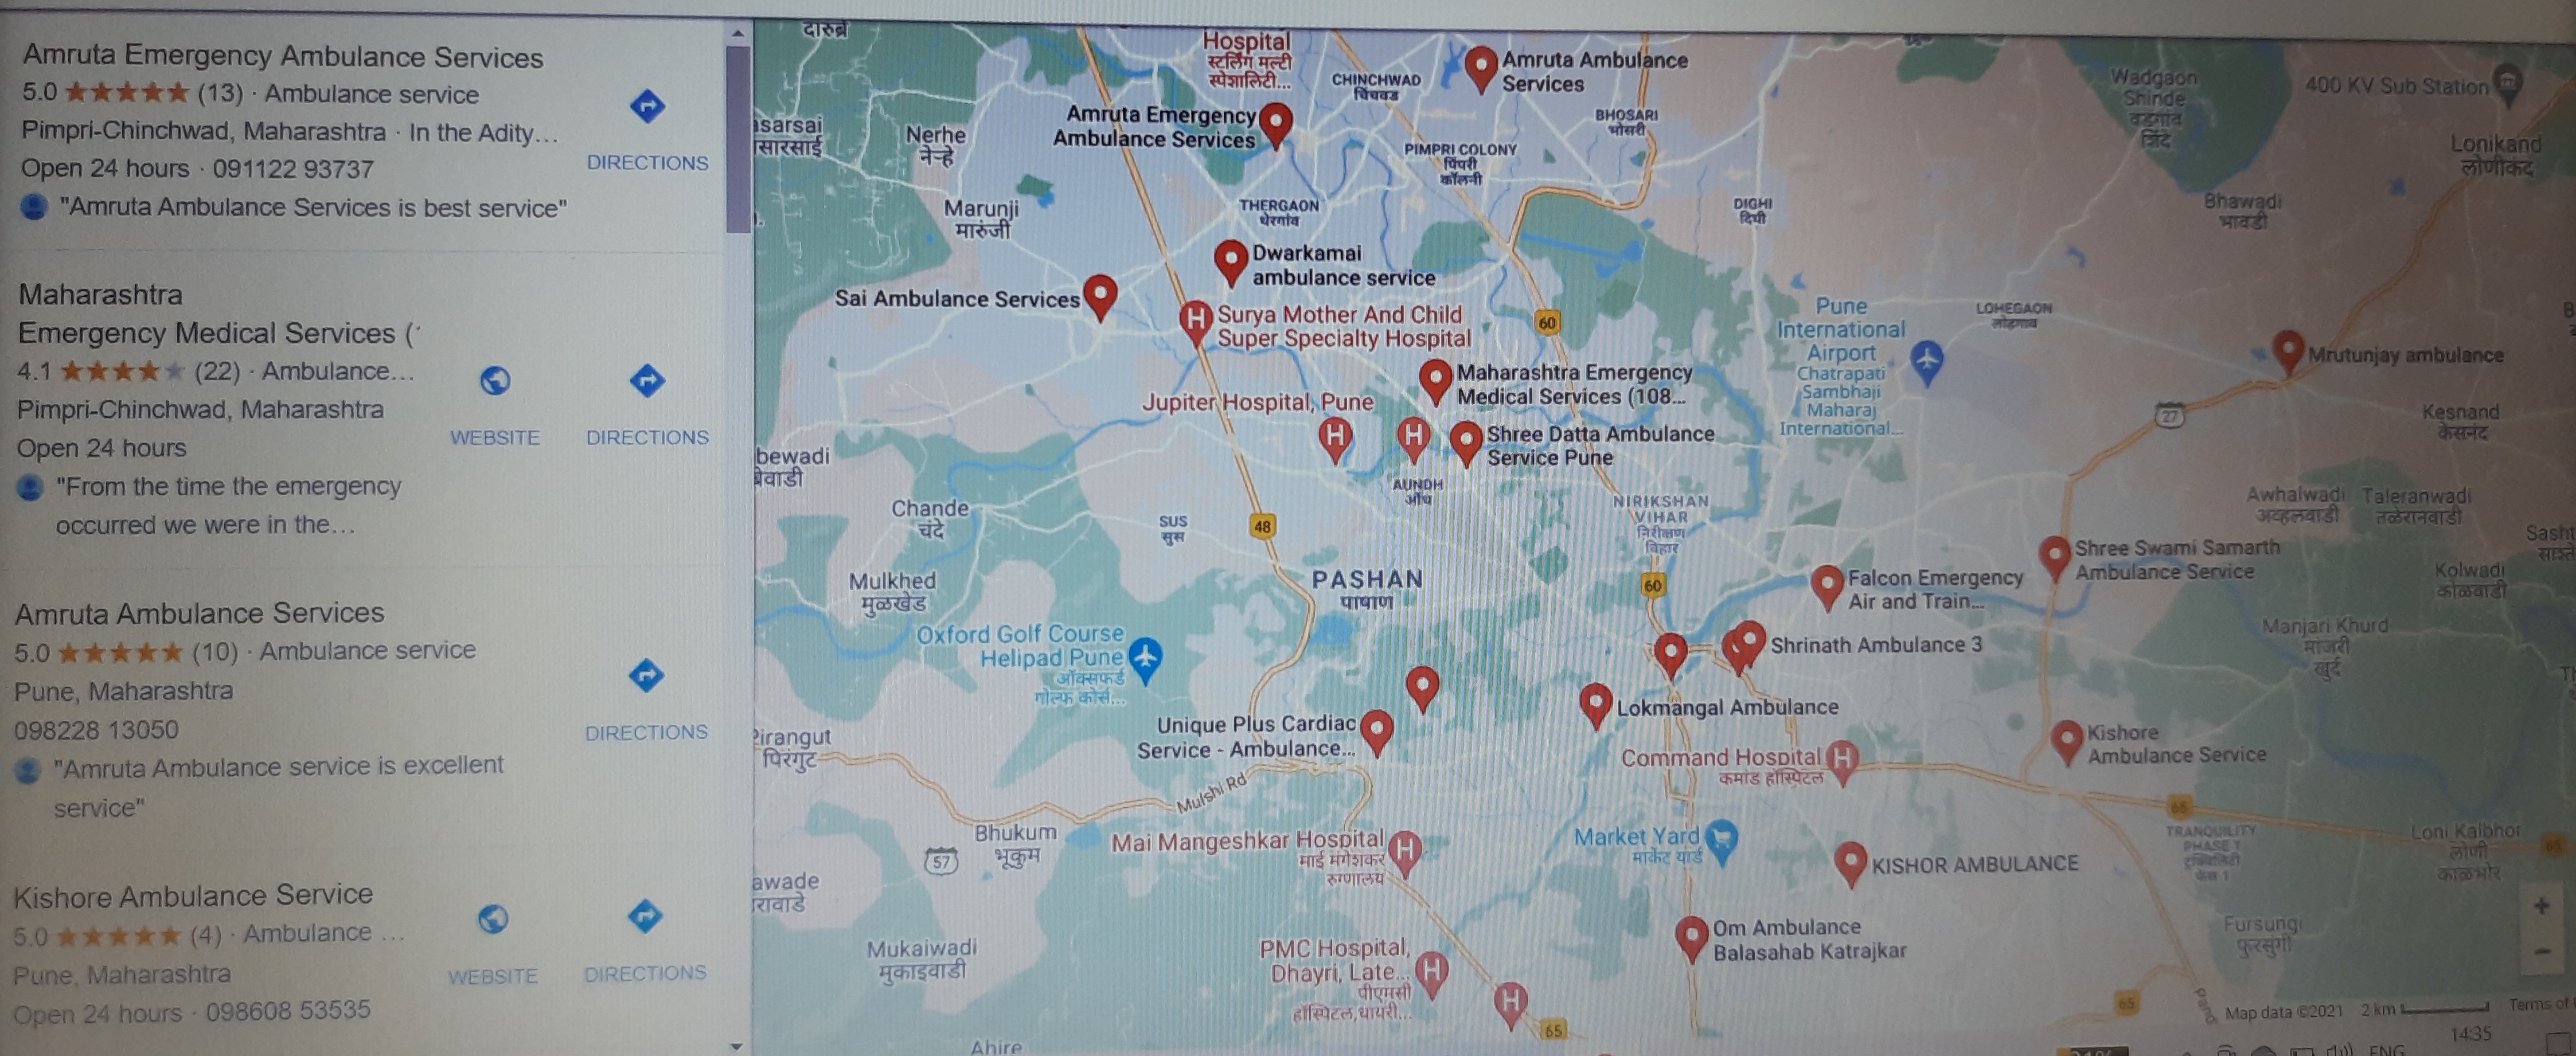 Amruta Emergency Ambulance Services
5.0 ★★★★★ (13) · Ambulance service
Pimpri-Chinchwad, Maharashtra · In the Adity...
Open 24 hours · 091122 93737
DIRECTIONS
"Amruta Ambulance Services is best service"
Maharashtra
Emergency Medical Services (
4.1 ★★★★★ (22) · Ambulance...
Pimpri-Chinchwad, Maharashtra
Open 24 hours
WEBSITE
DIRECTIONS
"From the time the emergency
occurred we were in the...
Amruta Ambulance Services
5.0 ★★★★★ (10) · Ambulance service
Pune, Maharashtra
098228 13050
DIRECTIONS
"Amruta Ambulance service is excellent
service"
Kishore Ambulance Service
5.0 ★★★★★ (4) · Ambulance ...
Pune, Maharashtra
Open 24 hours · 098608 53535
WEBSITE
DIRECTIONS
दारुंब्रे
Hospital
स्टर्लिंग मल्टी
स्पेशालिटी...
CHINCHWAD
चिंचवड
Amruta Ambulance
Services
Wadgaon
Shinde
वडगांव
शिंदे
400 KV Sub Station
Amruta Emergency
Ambulance Services
BHOSARI
भोसरी
asarsai
सारसाई
Nerhe
नेऱ्हे
PIMPRI COLONY
पिंपरी
कॉलनी
Lonikand
लोणीकंद
Marunji
मारुंजी
THERGAON
थेरगांव
DIGHI
दिघी
Bhawadi
भावडी
Dwarkamai
ambulance service
Sai Ambulance Services
Surya Mother And Child
Super Specialty Hospital
60
Pune
International
Airport
Chatrapati
Sambhaji
Maharaj
International...
LOHEGAON
लोहगाव
Mrutunjay ambulance
Maharashtra Emergency
Medical Services (108...
Jupiter Hospital, Pune
Shree Datta Ambulance
Service Pune
27
Kesnand
केसनंद
bewadi
बेवाडी
AUNDH
औंध
Chande
चंदे
SUS
सुस
48
NIRIKSHAN
VIHAR
निरीक्षण
विहार
Awhalwadi
अव्हलवाडी
Taleranwadi
तळेरानवाडी
Shree Swami Samarth
Ambulance Service
Kolwadi
कोळवाडी
Mulkhed
मुळखेड
PASHAN
पाषाण
60
Falcon Emergency
Air and Train...
Manjari Khurd
मांजरी
खुर्द
Oxford Golf Course
Helipad Pune
ऑक्सफर्ड
गोल्फ कोर्स...
Shrinath Ambulance 3
Lokmangal Ambulance
Unique Plus Cardiac
Service - Ambulance...
Pirangut
पिरंगुट
Kishore
Ambulance Service
Command Hospital
कमांड हॉस्पिटल
Mulshi Rd
65
Bhukum
भूकुम
57
Mai Mangeshkar Hospital
माई मंगेशकर
रुग्णालय
Market Yard
मार्केट यार्ड
TRANQUILITY
PHASE 1
Loni Kalbhor
लोणी
काळभोर
65
KISHOR AMBULANCE
awade
रावाडे
Om Ambulance
Balasahab Katrajkar
Fursungi
फुरसुंगी
Mukaiwadi
मुकाइवाडी
PMC Hospital,
Dhayri, Late...
पीएमसी
हॉस्पिटल,धायरी...
65
65
Ahire
Map data ©2021
2 km
Terms of
14:35
ENG